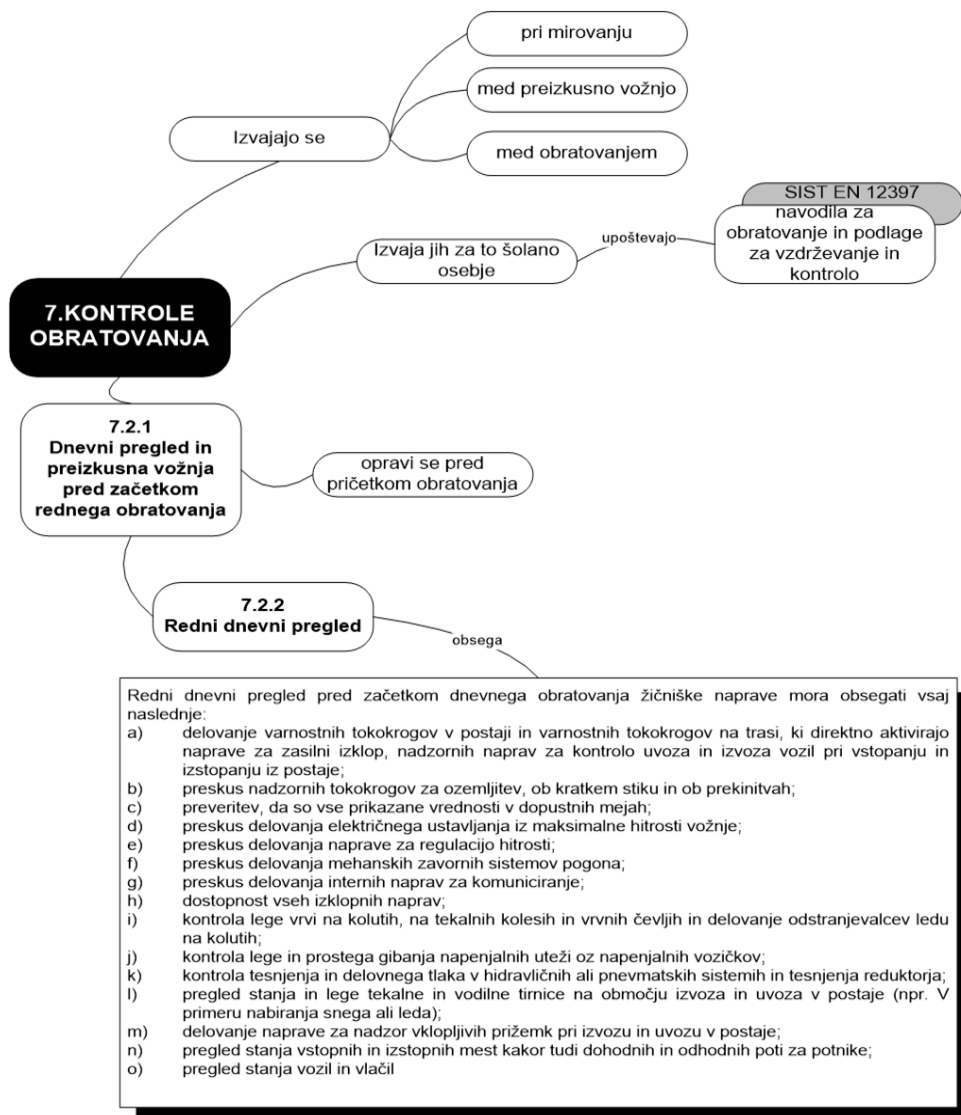 pri mirovanju
Izvajajo se
med preizkusno vožnjo
med obratovanjem
SIST EN 12397
navodila za
obratovanje in podlage
za vzdrževanje in
kontrolo
upoštevajo
Izvaja jih za to šolano
osebje
7.KONTROLE
OBRATOVANJA
7.2.1
Dnevni pregled in
preizkusna vožnja
pred začetkom
rednega obratovanja
opravi se pred
pričetkom obratovanja
7.2.2
Redni dnevni pregled
obsega
Redni dnevni pregled pred začetkom dnevnega obratovanja žičniške naprave mora obsegati vsaj
naslednje:
a) delovanje varnostnih tokokrogov v postaji in varnostnih tokokrogov na trasi, ki direktno aktivirajo
naprave za zasilni izklop, nadzornih naprav za kontrolo uvoza in izvoza vozil pri vstopanju in
izstopanju iz postaje;
b) preskus nadzornih tokokrogov za ozemljitev, ob kratkem stiku in ob prekinitvah;
c) preveritev, da so vse prikazane vrednosti v dopustnih mejah;
d) preskus delovanja električnega ustavljanja iz maksimalne hitrosti vožnje;
e) preskus delovanja naprave za regulacijo hitrosti;
f) preskus delovanja mehanskih zavornih sistemov pogona;
g) preskus delovanja internih naprav za komuniciranje;
h) dostopnost vseh izklopnih naprav;
i) kontrola lege vrvi na kolutih, na tekalnih kolesih in vrvnih čevljih in delovanje odstranjevalcev ledu
na kolutih;
j) kontrola lege in prostega gibanja napenjalnih uteži oz napenjalnih vozičkov;
k) kontrola tesnjenja in delovnega tlaka v hidravličnih ali pnevmatskih sistemih in tesnjenja reduktorja;
l) pregled stanja in lege tekalne in vodilne tirnice na območju izvoza in uvoza v postaje (npr. V
primeru nabiranja snega ali leda);
m) delovanje naprave za nadzor vklopljivih prižemk pri izvozu in uvozu v postaje;
n) pregled stanja vstopnih in izstopnih mest kakor tudi dohodnih in odhodnih poti za potnike;
o) pregled stanja vozil in vlačil